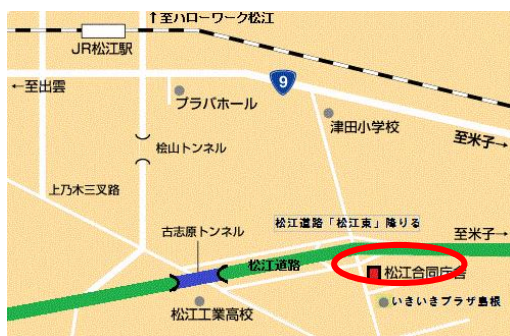 ↑至ハローワーク松江
JR松江駅
←至出雲
9
プラバホール
津田小学校
至米子→
桧山トンネル
上乃木三叉路
松江道路「松江東」降りる
古志原トンネル
至米子→
松江道路
松江合同庁舎
いきいきプラザ島根
松江工業高校